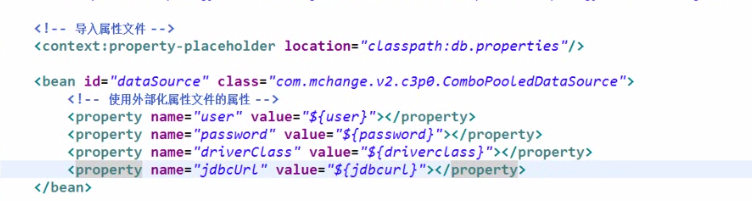 <!-- 导入属性文件 -->
<context:property-placeholder location="classpath:db.properties"/>
<bean id="dataSource" class="com.mchange.v2.c3p0.ComboPooledDataSource">
<!-- 使用外部化属性文件的属性 -->
<property name="user" value="${user}"></property>
<property name="password" value="${password}"></property>
<property name="driverClass" value="${driverclass}"></property>
<property name="jdbcUrl" value="${jdbcurl}"></property>
</bean>